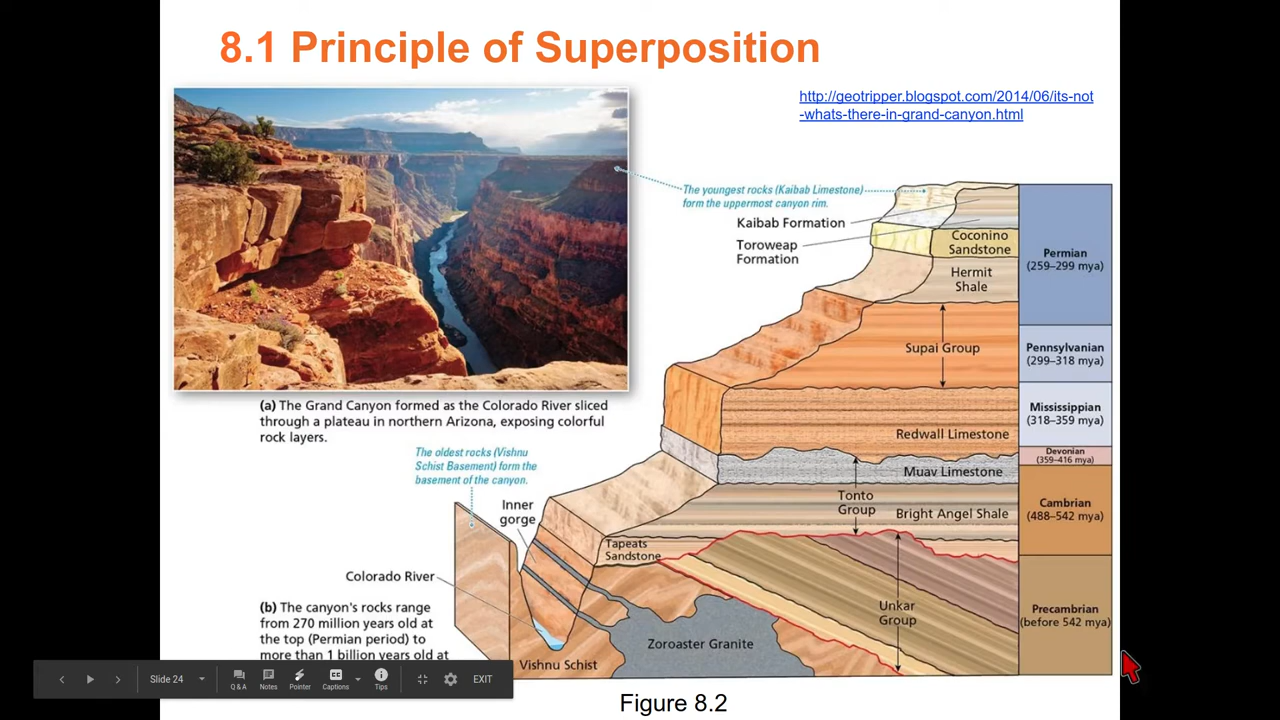 8.1 Principle of Superposition
http://geotripper.blogspot.com/2014/06/its-not
-whats-there-in-grand-canyon.html
The youngest rocks (Kaibab Limestone)
form the uppermost canyon rim.
Kaibab Formation
Toroweap
Formation
Coconino
Sandstone
Hermit
Shale
Permian
(259–299 mya)
Supai Group
Pennsylvanian
(299–318 mya)
Redwall Limestone
Mississippian
(318–359 mya)
Devonian
(359–416 mya)
Muav Limestone
Tonto
Group
Bright Angel Shale
Cambrian
(488–542 mya)
Tapeats
Sandstone
Unkar
Group
Precambrian
(before 542 mya)
Zoroaster Granite
Vishnu Schist
(a) The Grand Canyon formed as the Colorado River sliced
through a plateau in northern Arizona, exposing colorful
rock layers.
The oldest rocks (Vishnu
Schist Basement) form the
basement of the canyon.
Inner
gorge
Colorado River
(b) The canyon's rocks range
from 270 million years old at
the top (Permian period) to
more than 1 billion years old at
Slide 24
Q & A
Notes
Pointer
Captions
Tips
EXIT
Figure 8.2